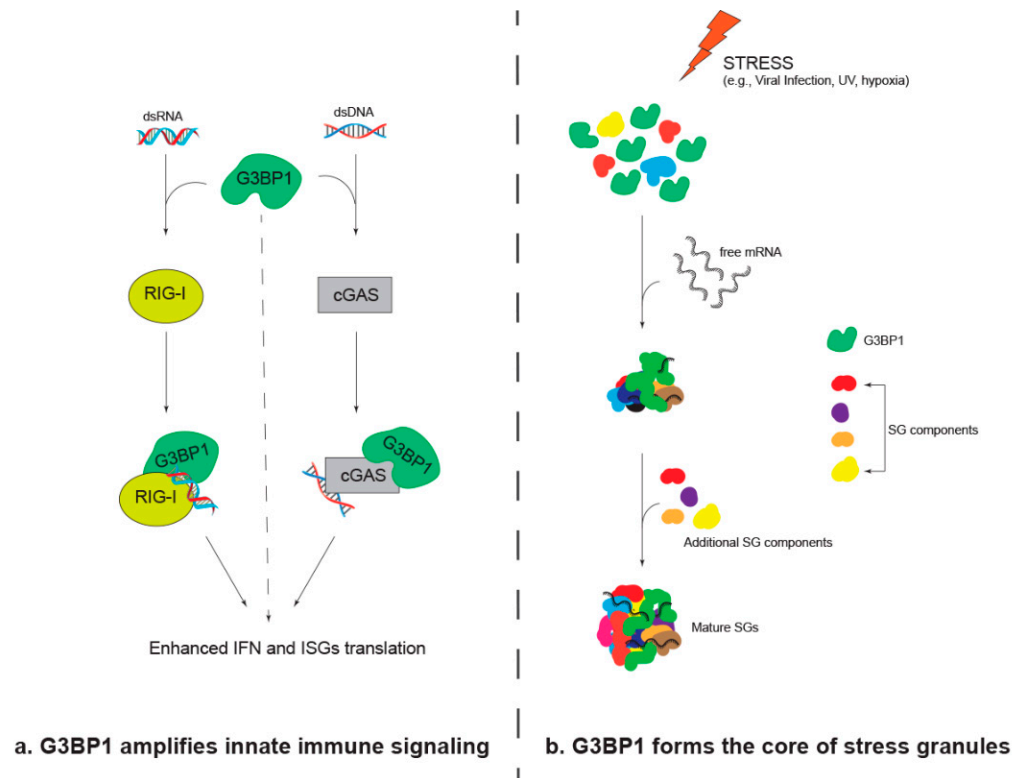 dsRNA
dsDNA
G3BP1
RIG-I
cGAS
G3BP1
RIG-I
G3BP1
cGAS
Enhanced IFN and ISGs translation
a. G3BP1 amplifies innate immune signaling
STRESS
(e.g., Viral Infection, UV, hypoxia)
free mRNA
G3BP1
SG components
Additional SG components
Mature SGs
b. G3BP1 forms the core of stress granules